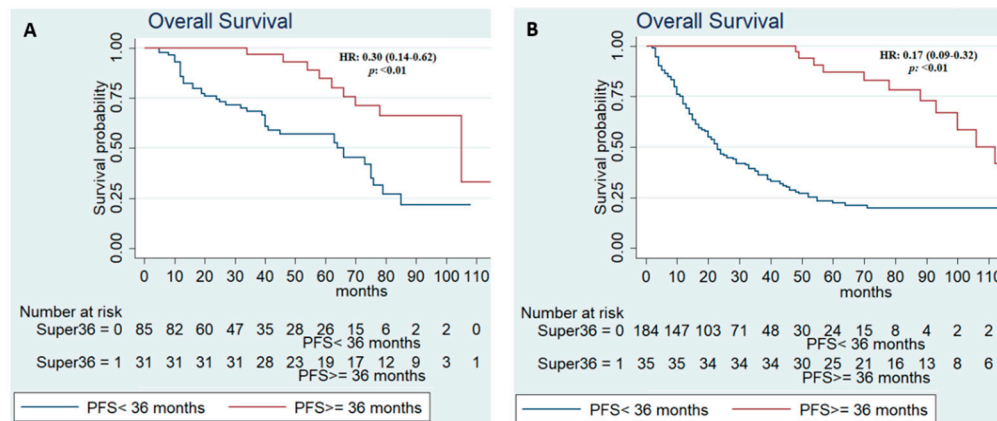 A
Overall Survival
HR: 0.30 (0.14-0.62)
p: <0.01
Survival probability
1.00
0.75
0.50
0.25
0.00
0 10 20 30 40 50 60 70 80 90 100 110
months
Number at risk
Super36 = 0 85 82 60 47 35 28 26 15 6 2 2 0
PFS< 36 months
Super36 = 1 31 31 31 31 28 23 19 17 12 9 3 1
PFS>= 36 months
PFS< 36 months PFS>= 36 months
B
Overall Survival
HR: 0.17 (0.09-0.32)
p: <0.01
Survival probability
1.00
0.75
0.50
0.25
0.00
0 10 20 30 40 50 60 70 80 90 100 110
months
Number at risk
Super36 = 0 184 147 103 71 48 30 24 15 8 4 2 2
PFS< 36 months
Super36 = 1 35 35 34 34 34 30 25 21 16 13 8 6
PFS>= 36 months
PFS< 36 months PFS>= 36 months